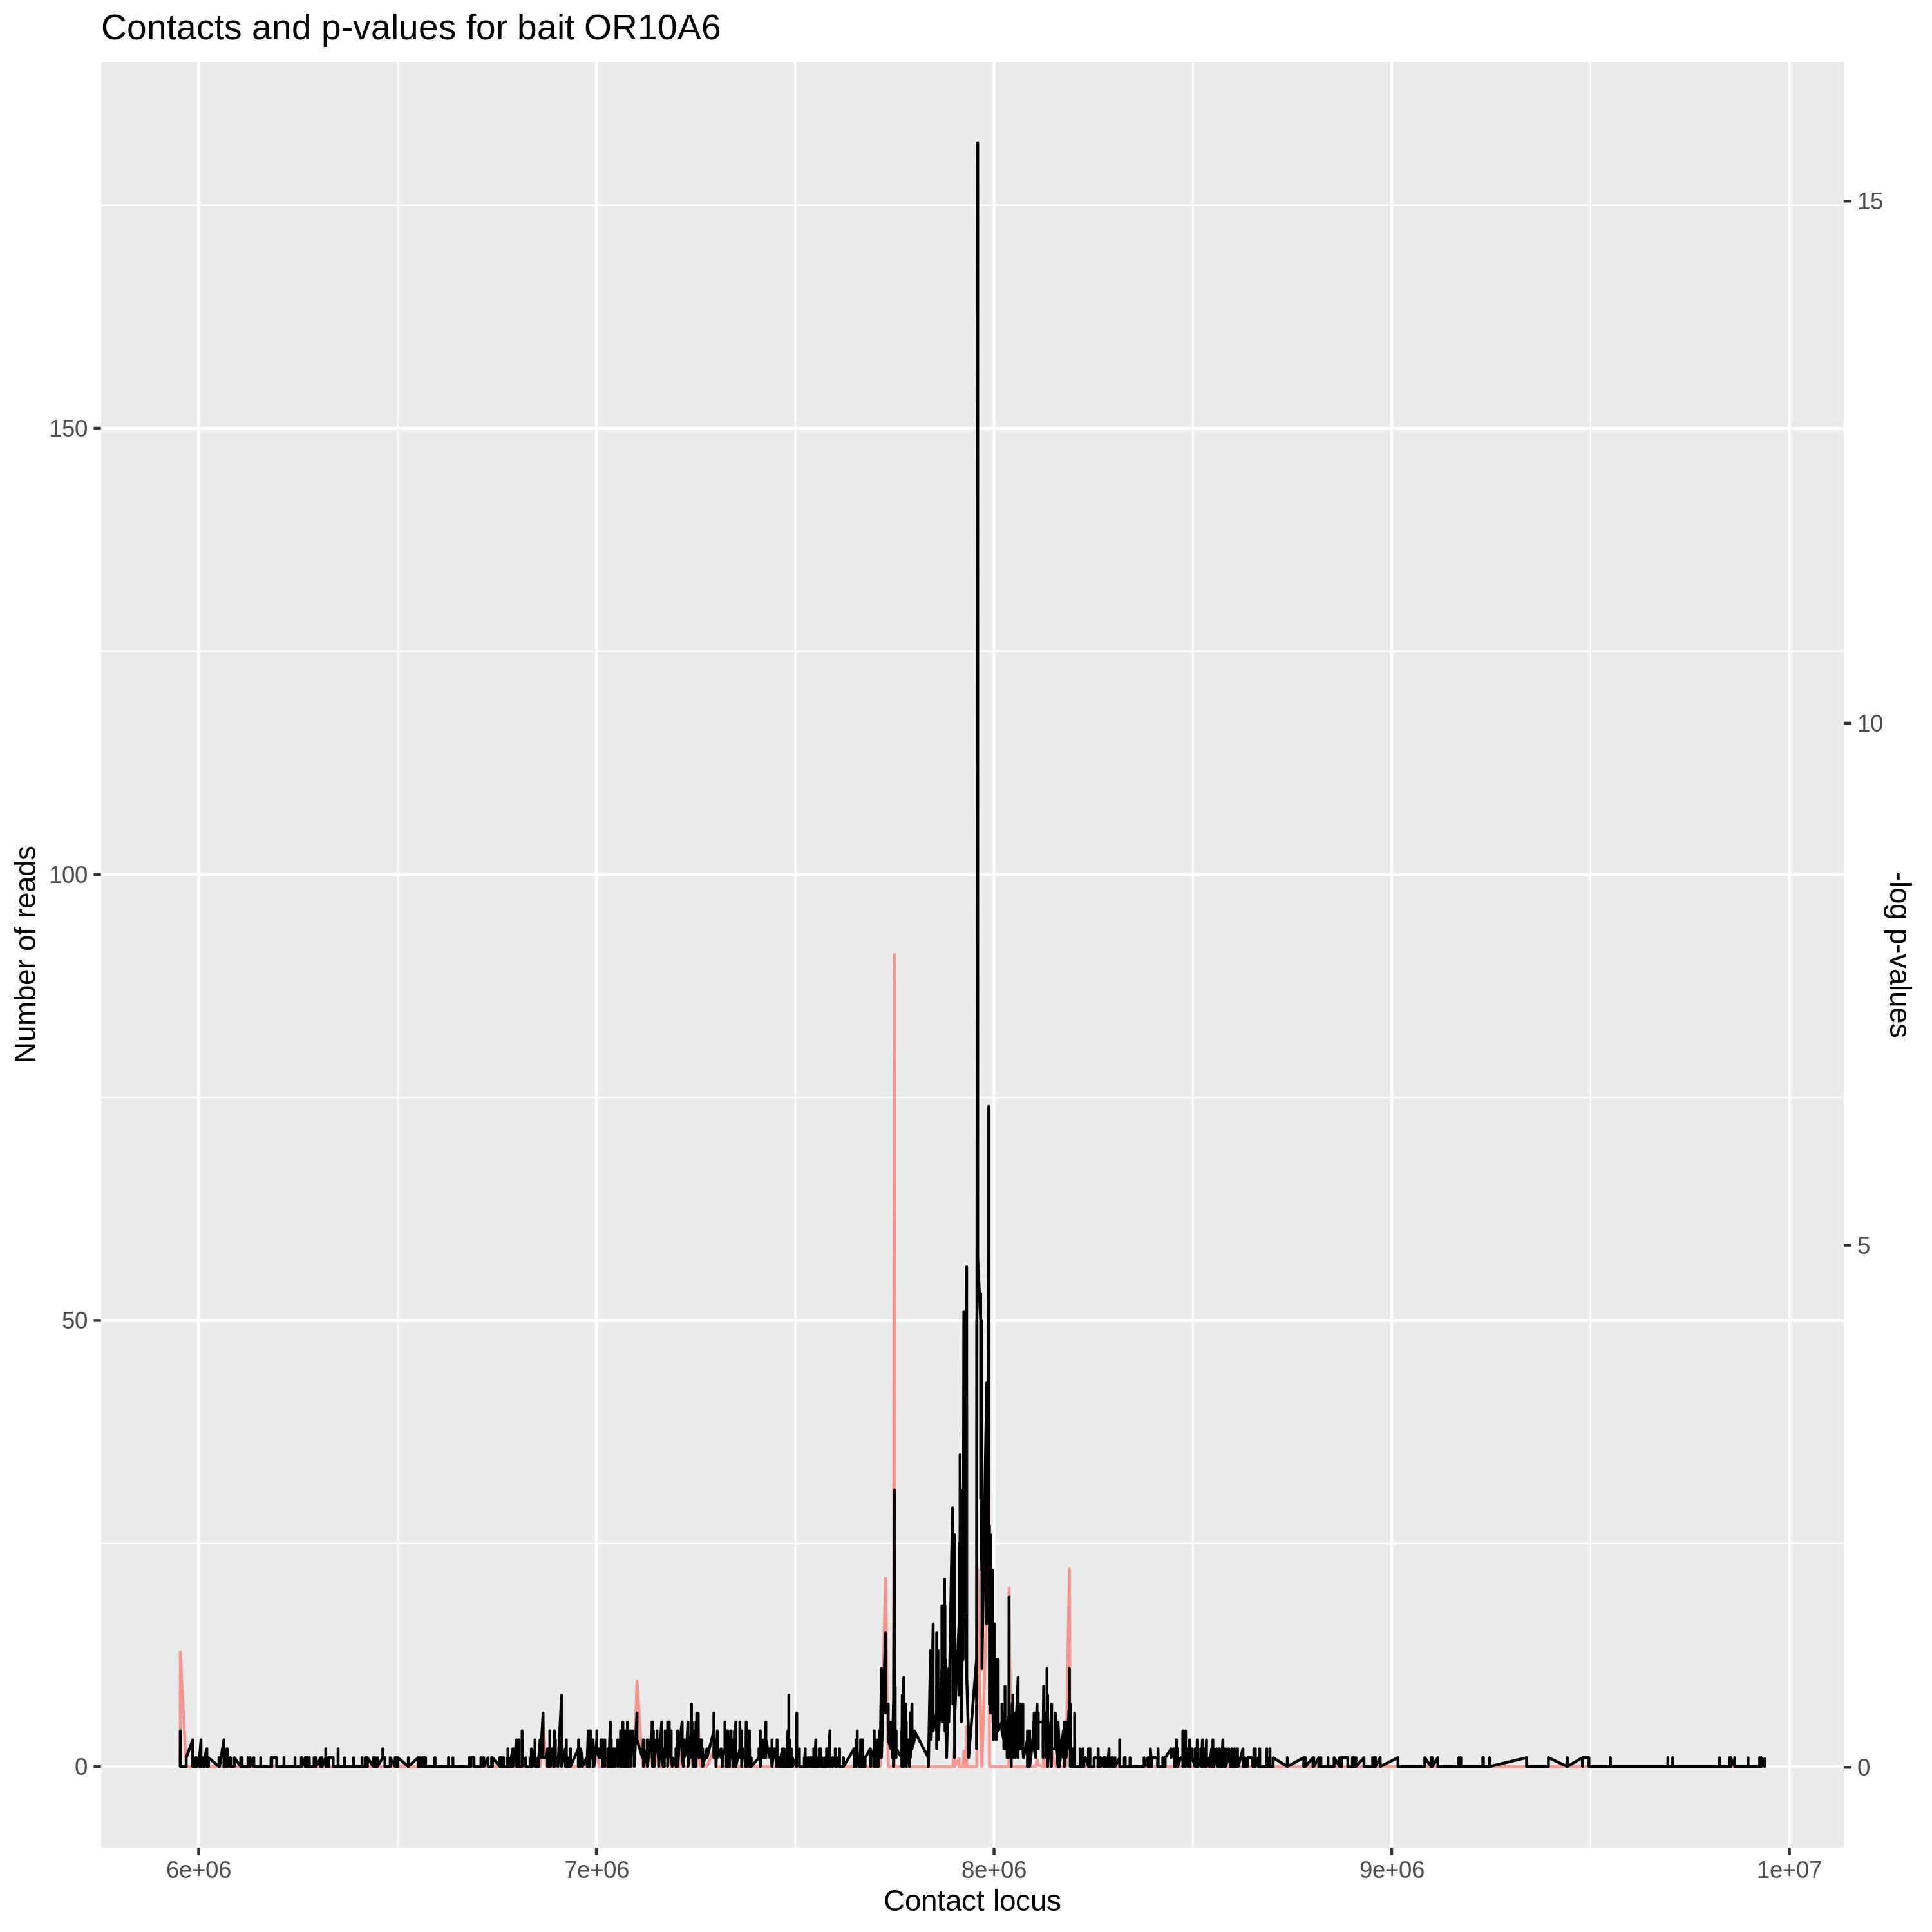 Contacts and p-values for bait OR10A6
Number of reads
150
100
50
0
15
10
5
0
-log p-values
6e+06
7e+06
8e+06
9e+06
1e+07
Contact locus